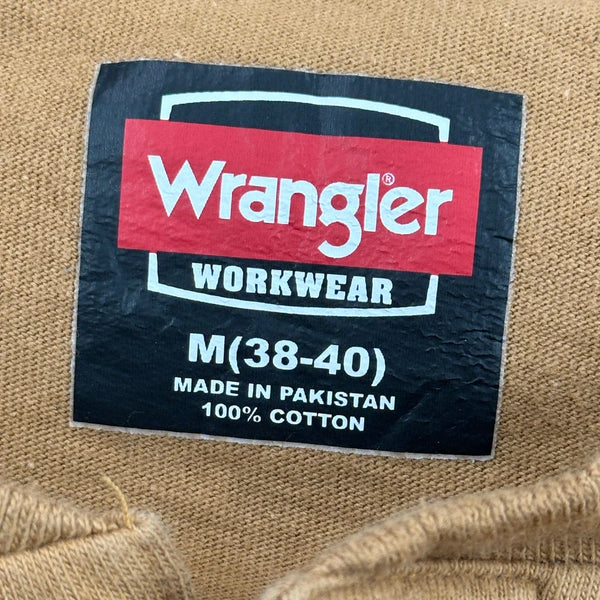 Wrangler®
WORKWEAR
M(38-40)
MADE IN PAKISTAN
100% COTTON